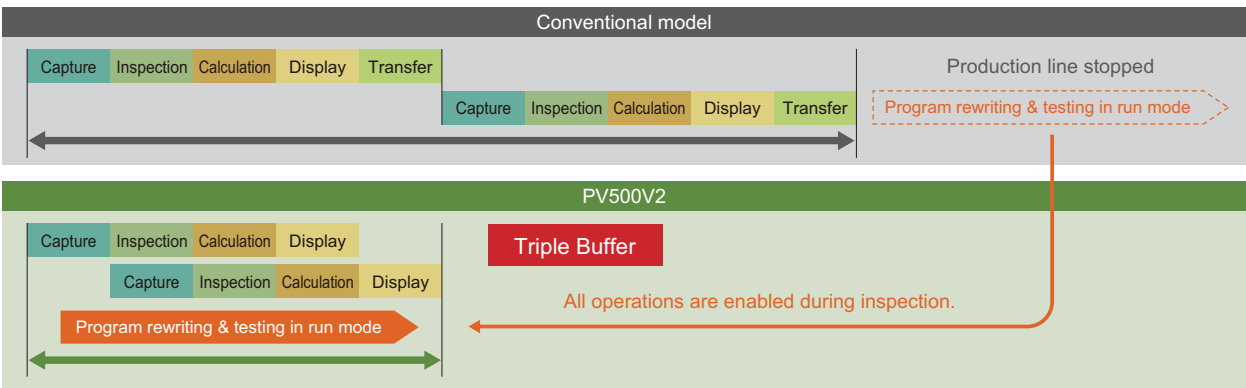 Conventional model
Capture Inspection Calculation Display Transfer
Production line stopped
Capture Inspection Calculation Display Transfer
Program rewriting & testing in run mode
PV500V2
Capture Inspection Calculation Display
Triple Buffer
Capture Inspection Calculation Display
All operations are enabled during inspection.
Program rewriting & testing in run mode